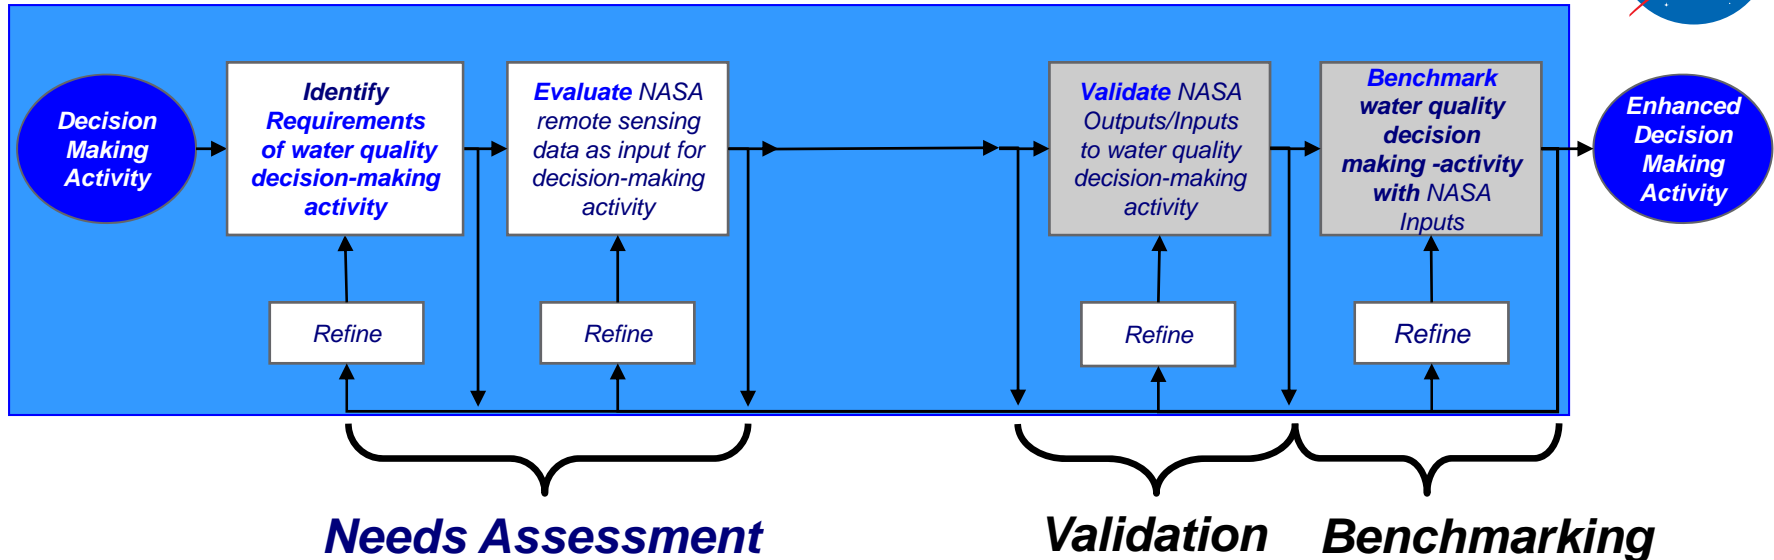 Decision
Making
Activity
Identify
Requirements
of water quality
decision-making
activity
Evaluate NASA
remote sensing
data as input for
decision-making
activity
Validate NASA
Outputs/Inputs
to water quality
decision-making
activity
Benchmark
water quality
decision
making -activity
with NASA
Inputs
Enhanced
Decision
Making
Activity
Refine
Refine
Refine
Refine
Needs Assessment
Validation
Benchmarking